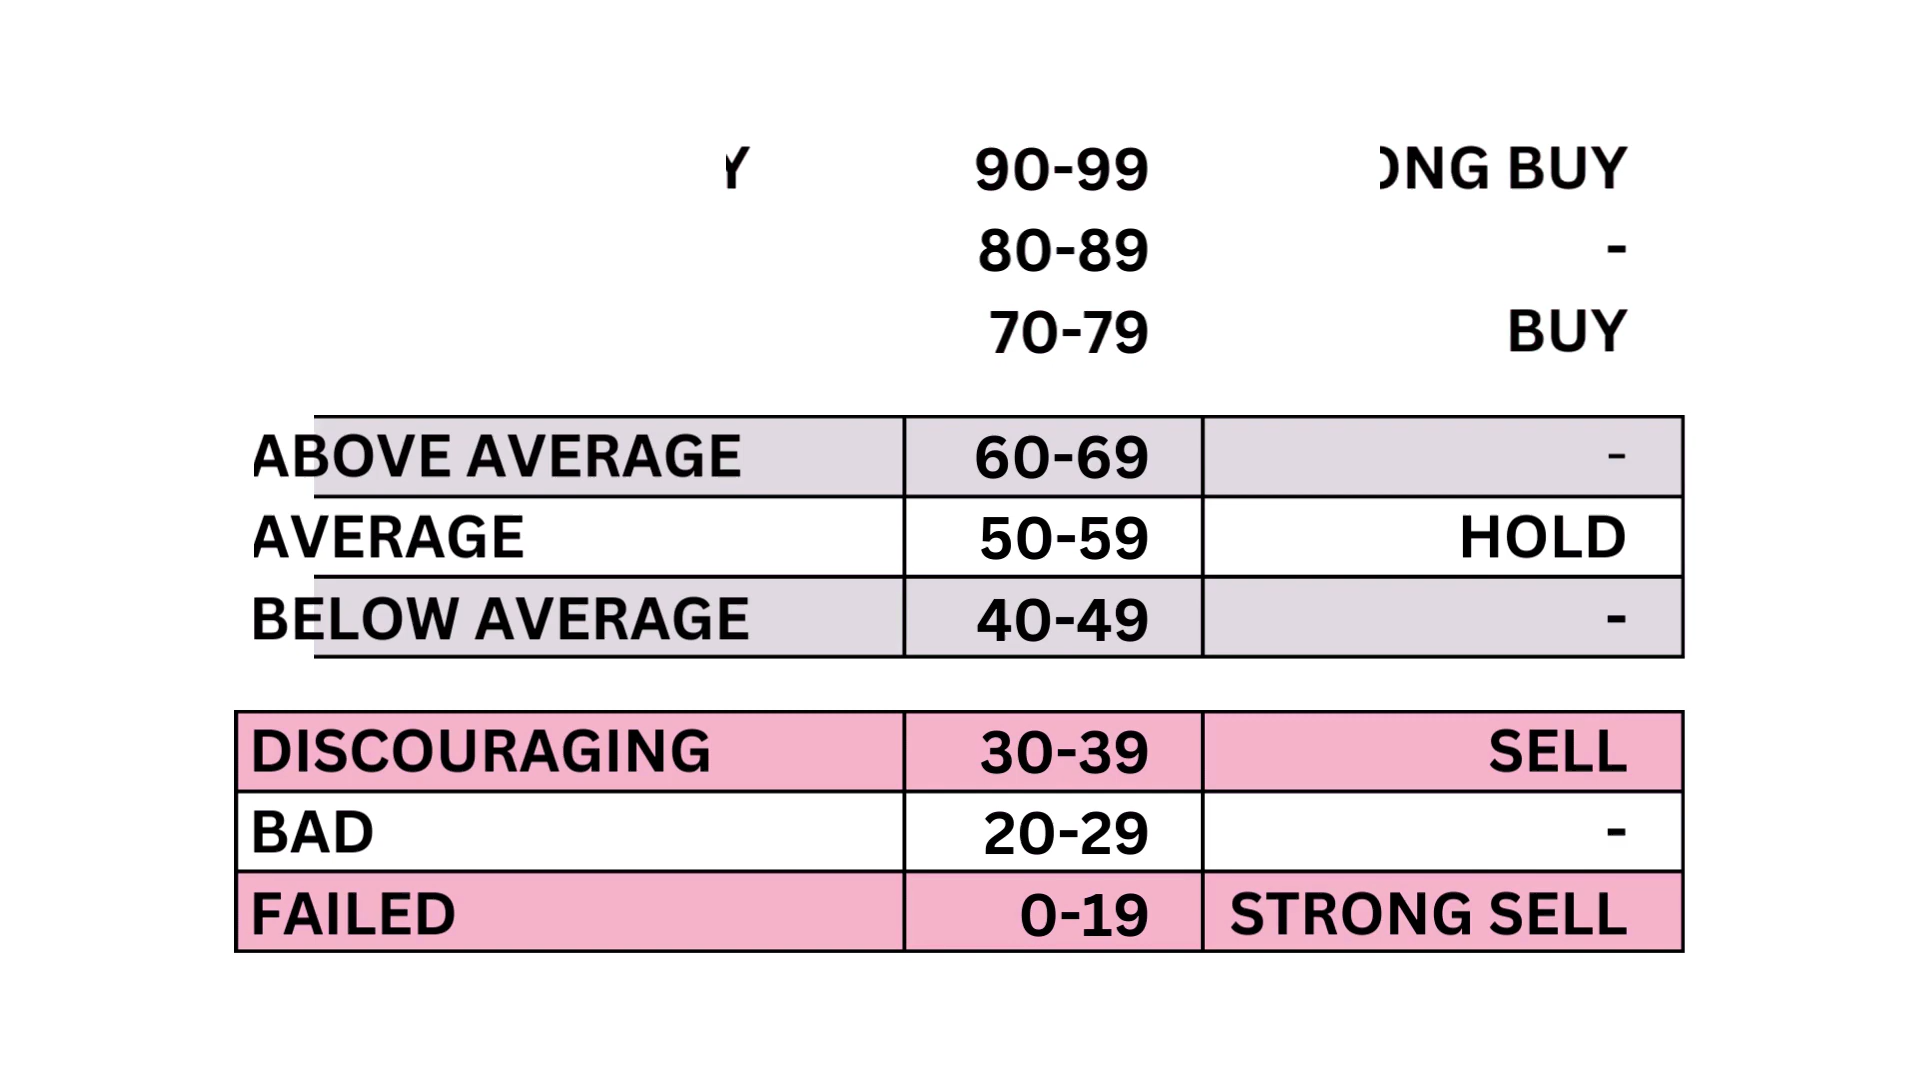 90-99 BUY
80-89 -
70-79 BUY
ABOVE AVERAGE 60-69 -
AVERAGE 50-59 HOLD
BELOW AVERAGE 40-49 -
DISCOURAGING 30-39 SELL
BAD 20-29 -
FAILED 0-19 STRONG SELL